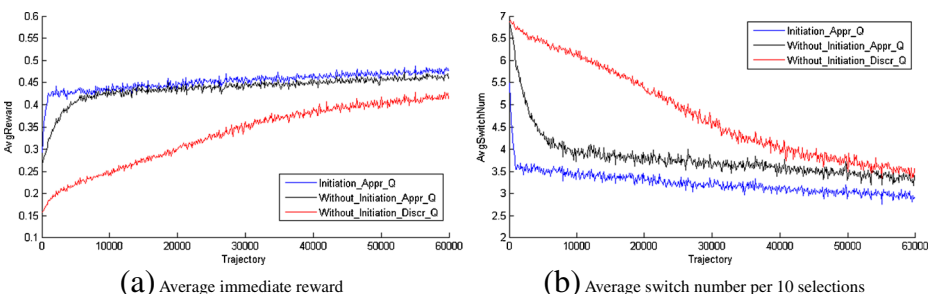 0.6
0.55
0.5
0.45
0.4
0.35
0.3
0.25
0.2
0.15
0.1
AvgReward
Initiation_Appr_Q
Without_Initiation_Appr_Q
Without_Initiation_Discr_Q
0 10000 20000 30000 40000 50000 60000
Trajectory
(a) Average immediate reward
7
6.5
6
5.5
5
4.5
4
3.5
3
2.5
2
AvgSwitchNum
Initiation_Appr_Q
Without_Initiation_Appr_Q
Without_Initiation_Discr_Q
0 10000 20000 30000 40000 50000 63000
Trajectory
(b) Average switch number per 10 selections